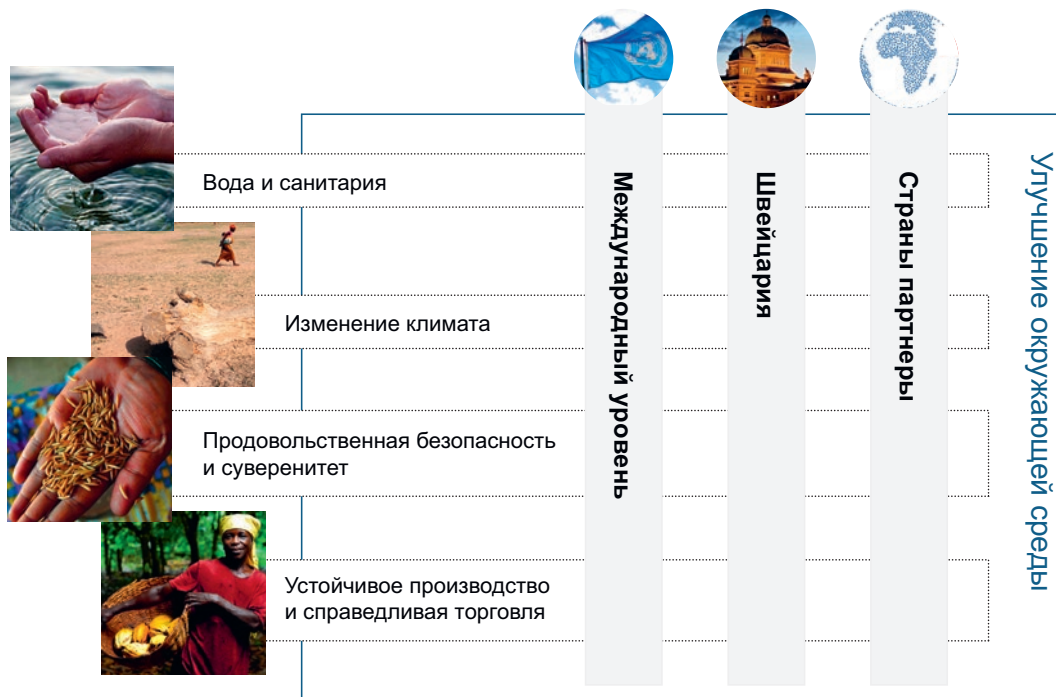 Международный уровень
Швейцария
Страны партнеры
Улучшение окружающей среды
Вода и санитария
Изменение климата
Продовольственная безопасность
и суверенитет
Устойчивое производство
и справедливая торговля